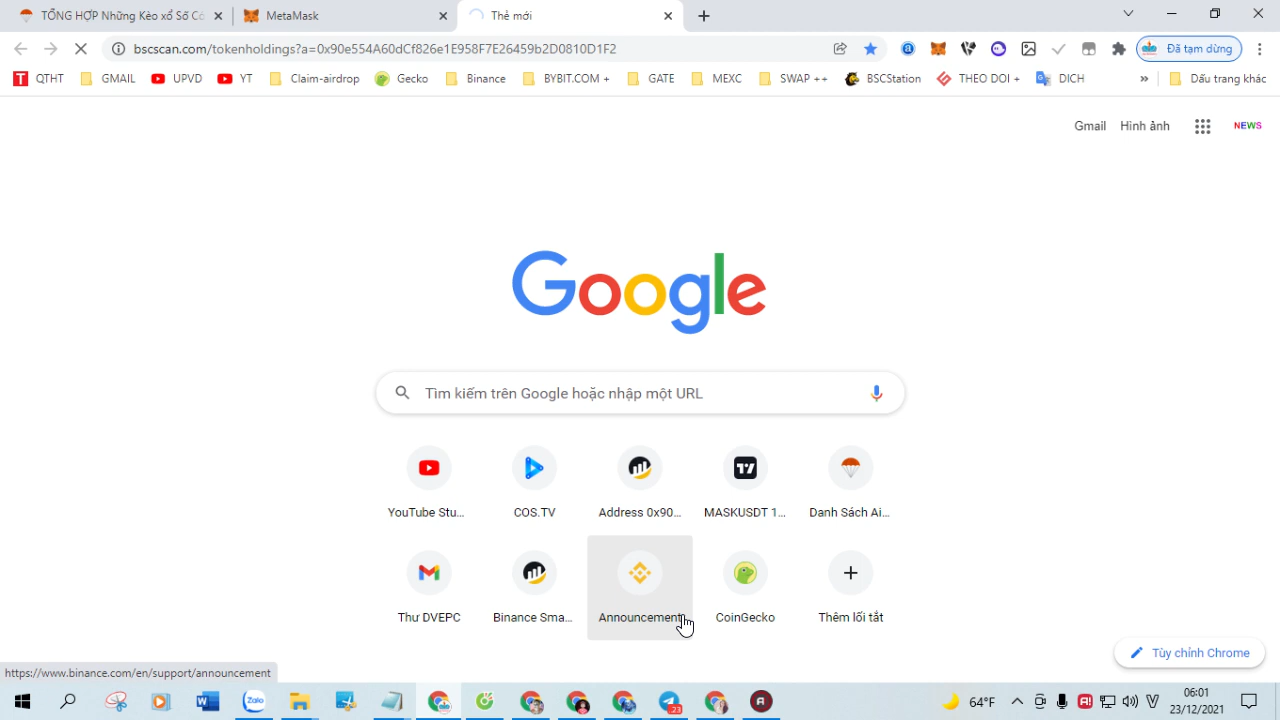 TỔNG HỢP Những Kèo xổ Số Cơ
MetaMask
Thẻ mới
bscscan.com/tokenholdings?a=0x90e554A60dCf826e1E958F7E26459b2D0810D1F2
Đã tạm dừng
QTHT
GMAIL
UPVD
YT
Claim-airdrop
Gecko
Binance
BYBIT.COM +
GATE
MEXC
SWAP ++
BSCStation
THEO DOI +
DICH
»
Dấu trang khác
Gmail
Hình ảnh
NEWS
Google
Tìm kiếm trên Google hoặc nhập một URL
YouTube Stu...
COS.TV
Address 0x90...
MASKUSDT 1...
Danh Sách Ai...
Thư DVEPC
Binance Sma...
Announcement
CoinGecko
Thêm lối tắt
Tùy chỉnh Chrome
https://www.binance.com/en/support/announcement
Zalo
23
64°F
06:01
23/12/2021